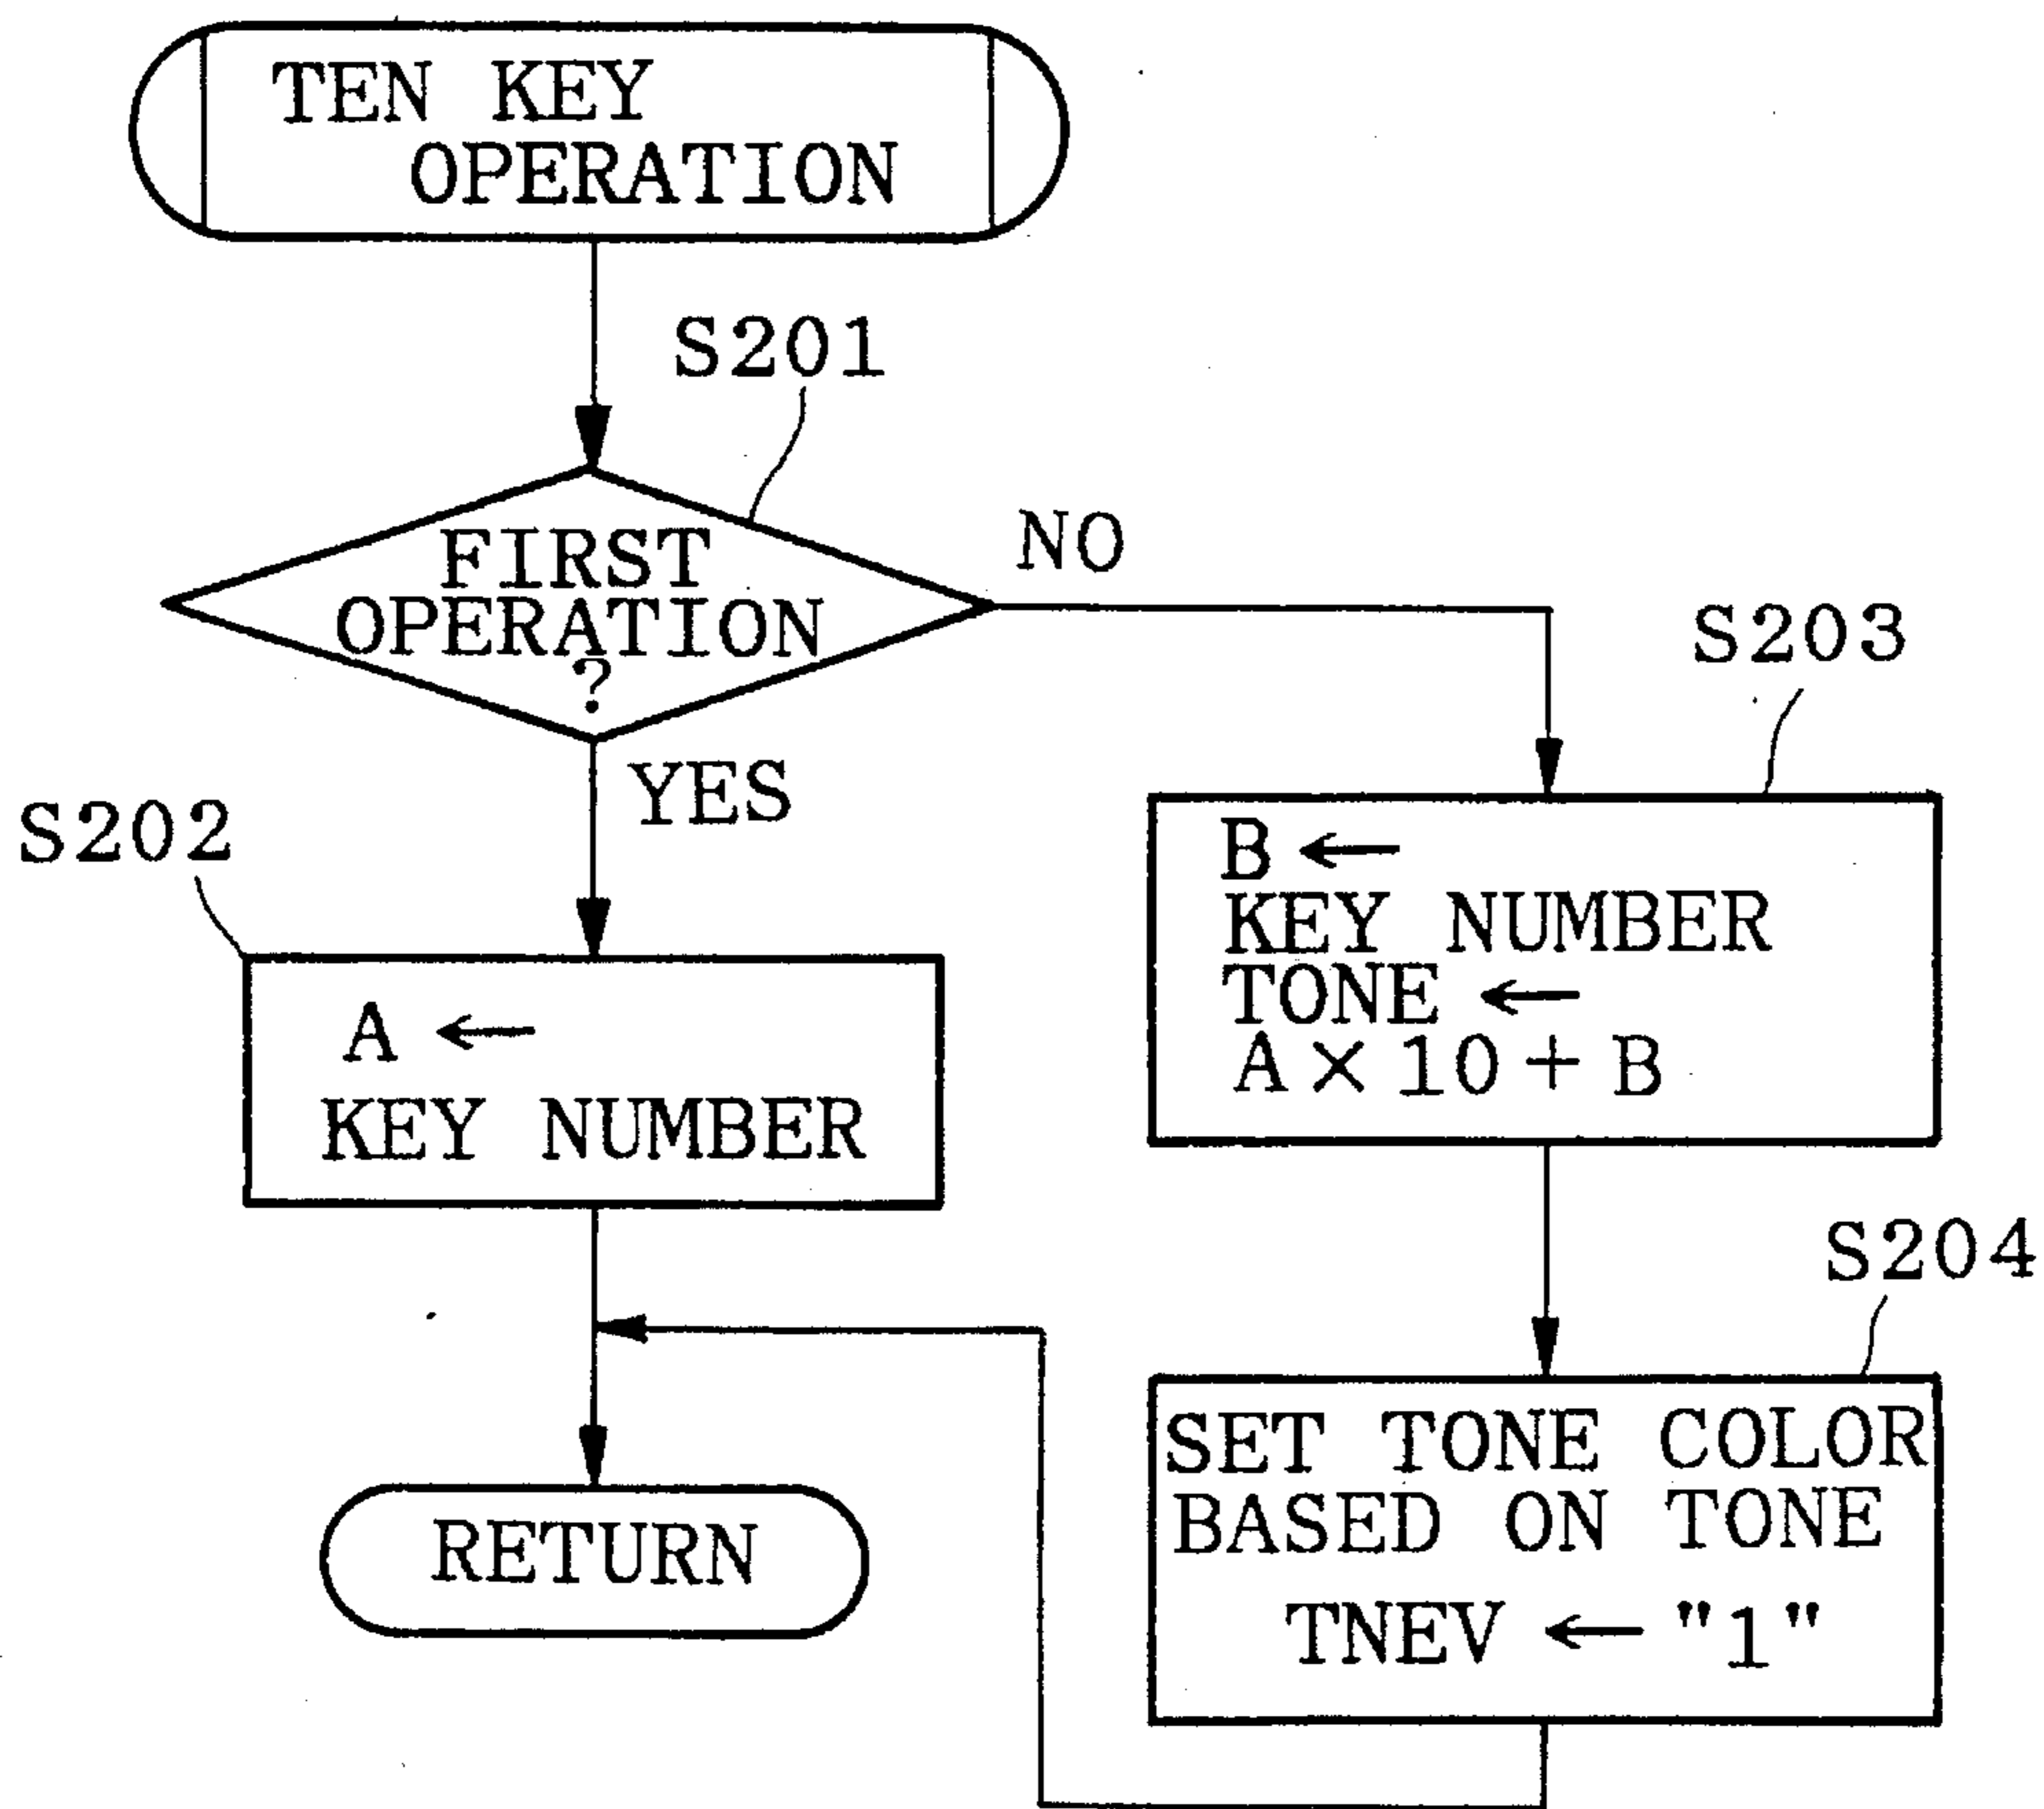 TEN KEY
OPERATION
S201
FIRST
OPERATION
?
NO
YES
S202
A ←
KEY NUMBER
S203
B ←
KEY NUMBER
TONE ←
A × 10 + B
S204
SET TONE COLOR
BASED ON TONE
TNEV ← "1"
RETURN